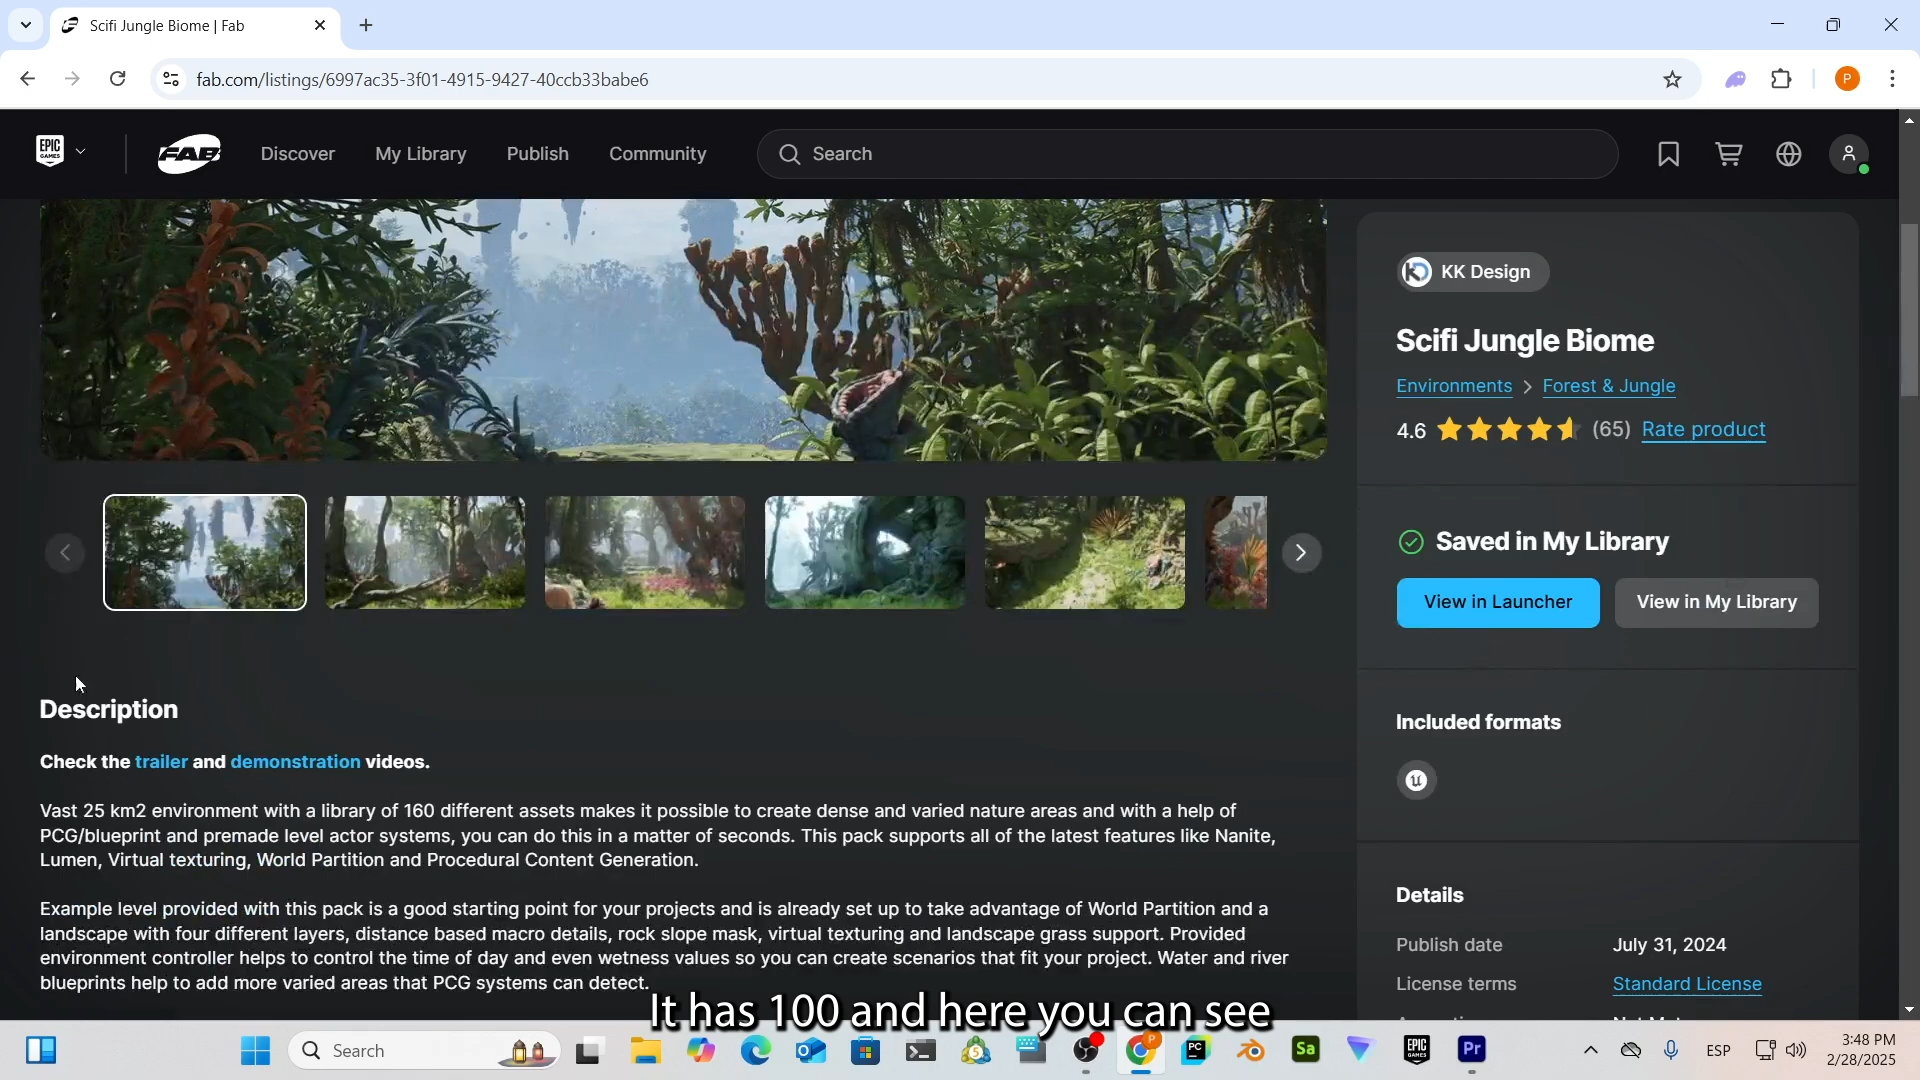 Scifi Jungle Biome | Fab
fab.com/listings/6997ac35-3f01-4915-9427-40ccb33babe6
P
EPIC GAMES
FAB
Discover
My Library
Publish
Community
Search
KK Design
Scifi Jungle Biome
Environments > Forest & Jungle
4.6 (65) Rate product
Saved in My Library
View in Launcher
View in My Library
Included formats
Description
Check the trailer and demonstration videos.
Vast 25 km2 environment with a library of 160 different assets makes it possible to create dense and varied nature areas and with a help of
PCG/blueprint and premade level actor systems, you can do this in a matter of seconds. This pack supports all of the latest features like Nanite,
Lumen, Virtual texturing, World Partition and Procedural Content Generation.
Example level provided with this pack is a good starting point for your projects and is already set up to take advantage of World Partition and a
landscape with four different layers, distance based macro details, rock slope mask, virtual texturing and landscape grass support. Provided
environment controller helps to control the time of day and even wetness values so you can create scenarios that fit your project. Water and river
blueprints help to add more varied areas that PCG systems can detect.
Details
Publish date July 31, 2024
License terms Standard License
It has 100 and here you can see
Search
PC
P
Sa
EPIC GAMES
Pr
ESP
3:48 PM
2/28/2025